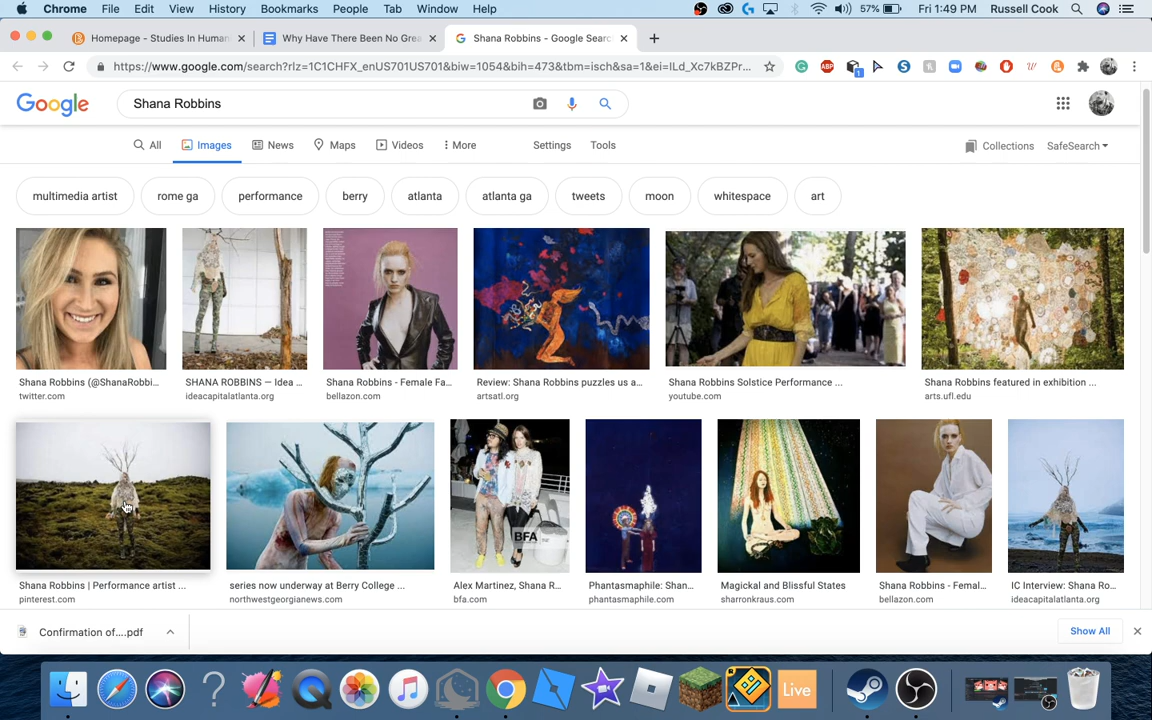 Chrome File Edit View History Bookmarks People Tab Window Help 57% Fri 1:49 PM Russell Cook
Homepage - Studies In Human
Why Have There Been No Grea
Shana Robbins - Google Searc
https://www.google.com/search?rlz=1C1CHFX_enUS701US701&biw=1054&bih=473&tbm=isch&sa=1&ei=ILd_Xc7kBZPr...
Google
Shana Robbins
All Images News Maps Videos More Settings Tools Collections SafeSearch
multimedia artist rome ga performance berry atlanta atlanta ga tweets moon whitespace art
Shana Robbins (@ShanaRobbi...
twitter.com
SHANA ROBBINS — Idea ...
ideacapitalatlanta.org
Shana Robbins - Female Fa...
bellazon.com
Review: Shana Robbins puzzles us a...
artsatl.org
Shana Robbins Solstice Performance ...
youtube.com
Shana Robbins featured in exhibition ...
arts.ufl.edu
BFA
Shana Robbins | Performance artist ...
pinterest.com
series now underway at Berry College ...
northwestgeorgianews.com
Alex Martinez, Shana R...
bfa.com
Phantasmaphile: Shan...
phantasmaphile.com
Magickal and Blissful States
sharronkraus.com
Shana Robbins - Femal...
bellazon.com
IC Interview: Shana Ro...
ideacapitalatlanta.org
Confirmation of....pdf
Show All
Live